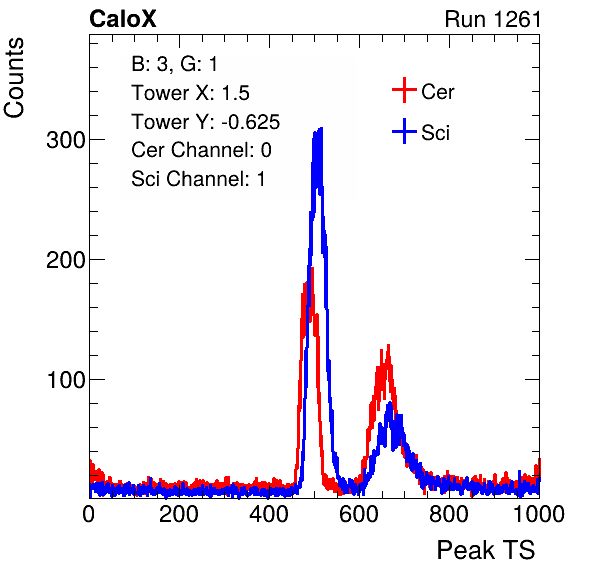 CaloX Run 1261
Counts
B: 3, G: 1
Tower X: 1.5
Tower Y: -0.625
Cer Channel: 0
Sci Channel: 1
Cer
Sci
300
200
100
0 200 400 600 800 1000
Peak TS